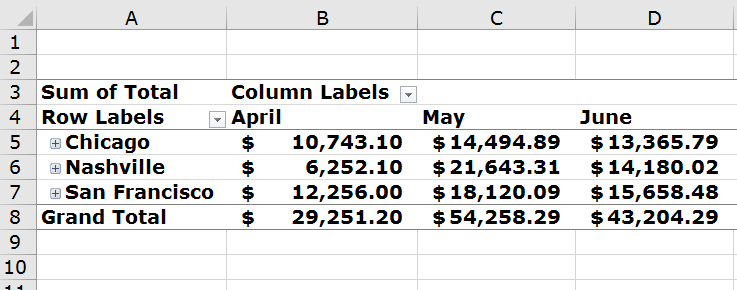 A B C D
1
2
3 Sum of Total Column Labels
4 Row Labels April May June
5 Chicago $ 10,743.10 $14,494.89 $13,365.79
6 Nashville $ 6,252.10 $21,643.31 $14,180.02
7 San Francisco $ 12,256.00 $18,120.09 $15,658.48
8 Grand Total $ 29,251.20 $54,258.29 $43,204.29
9
10